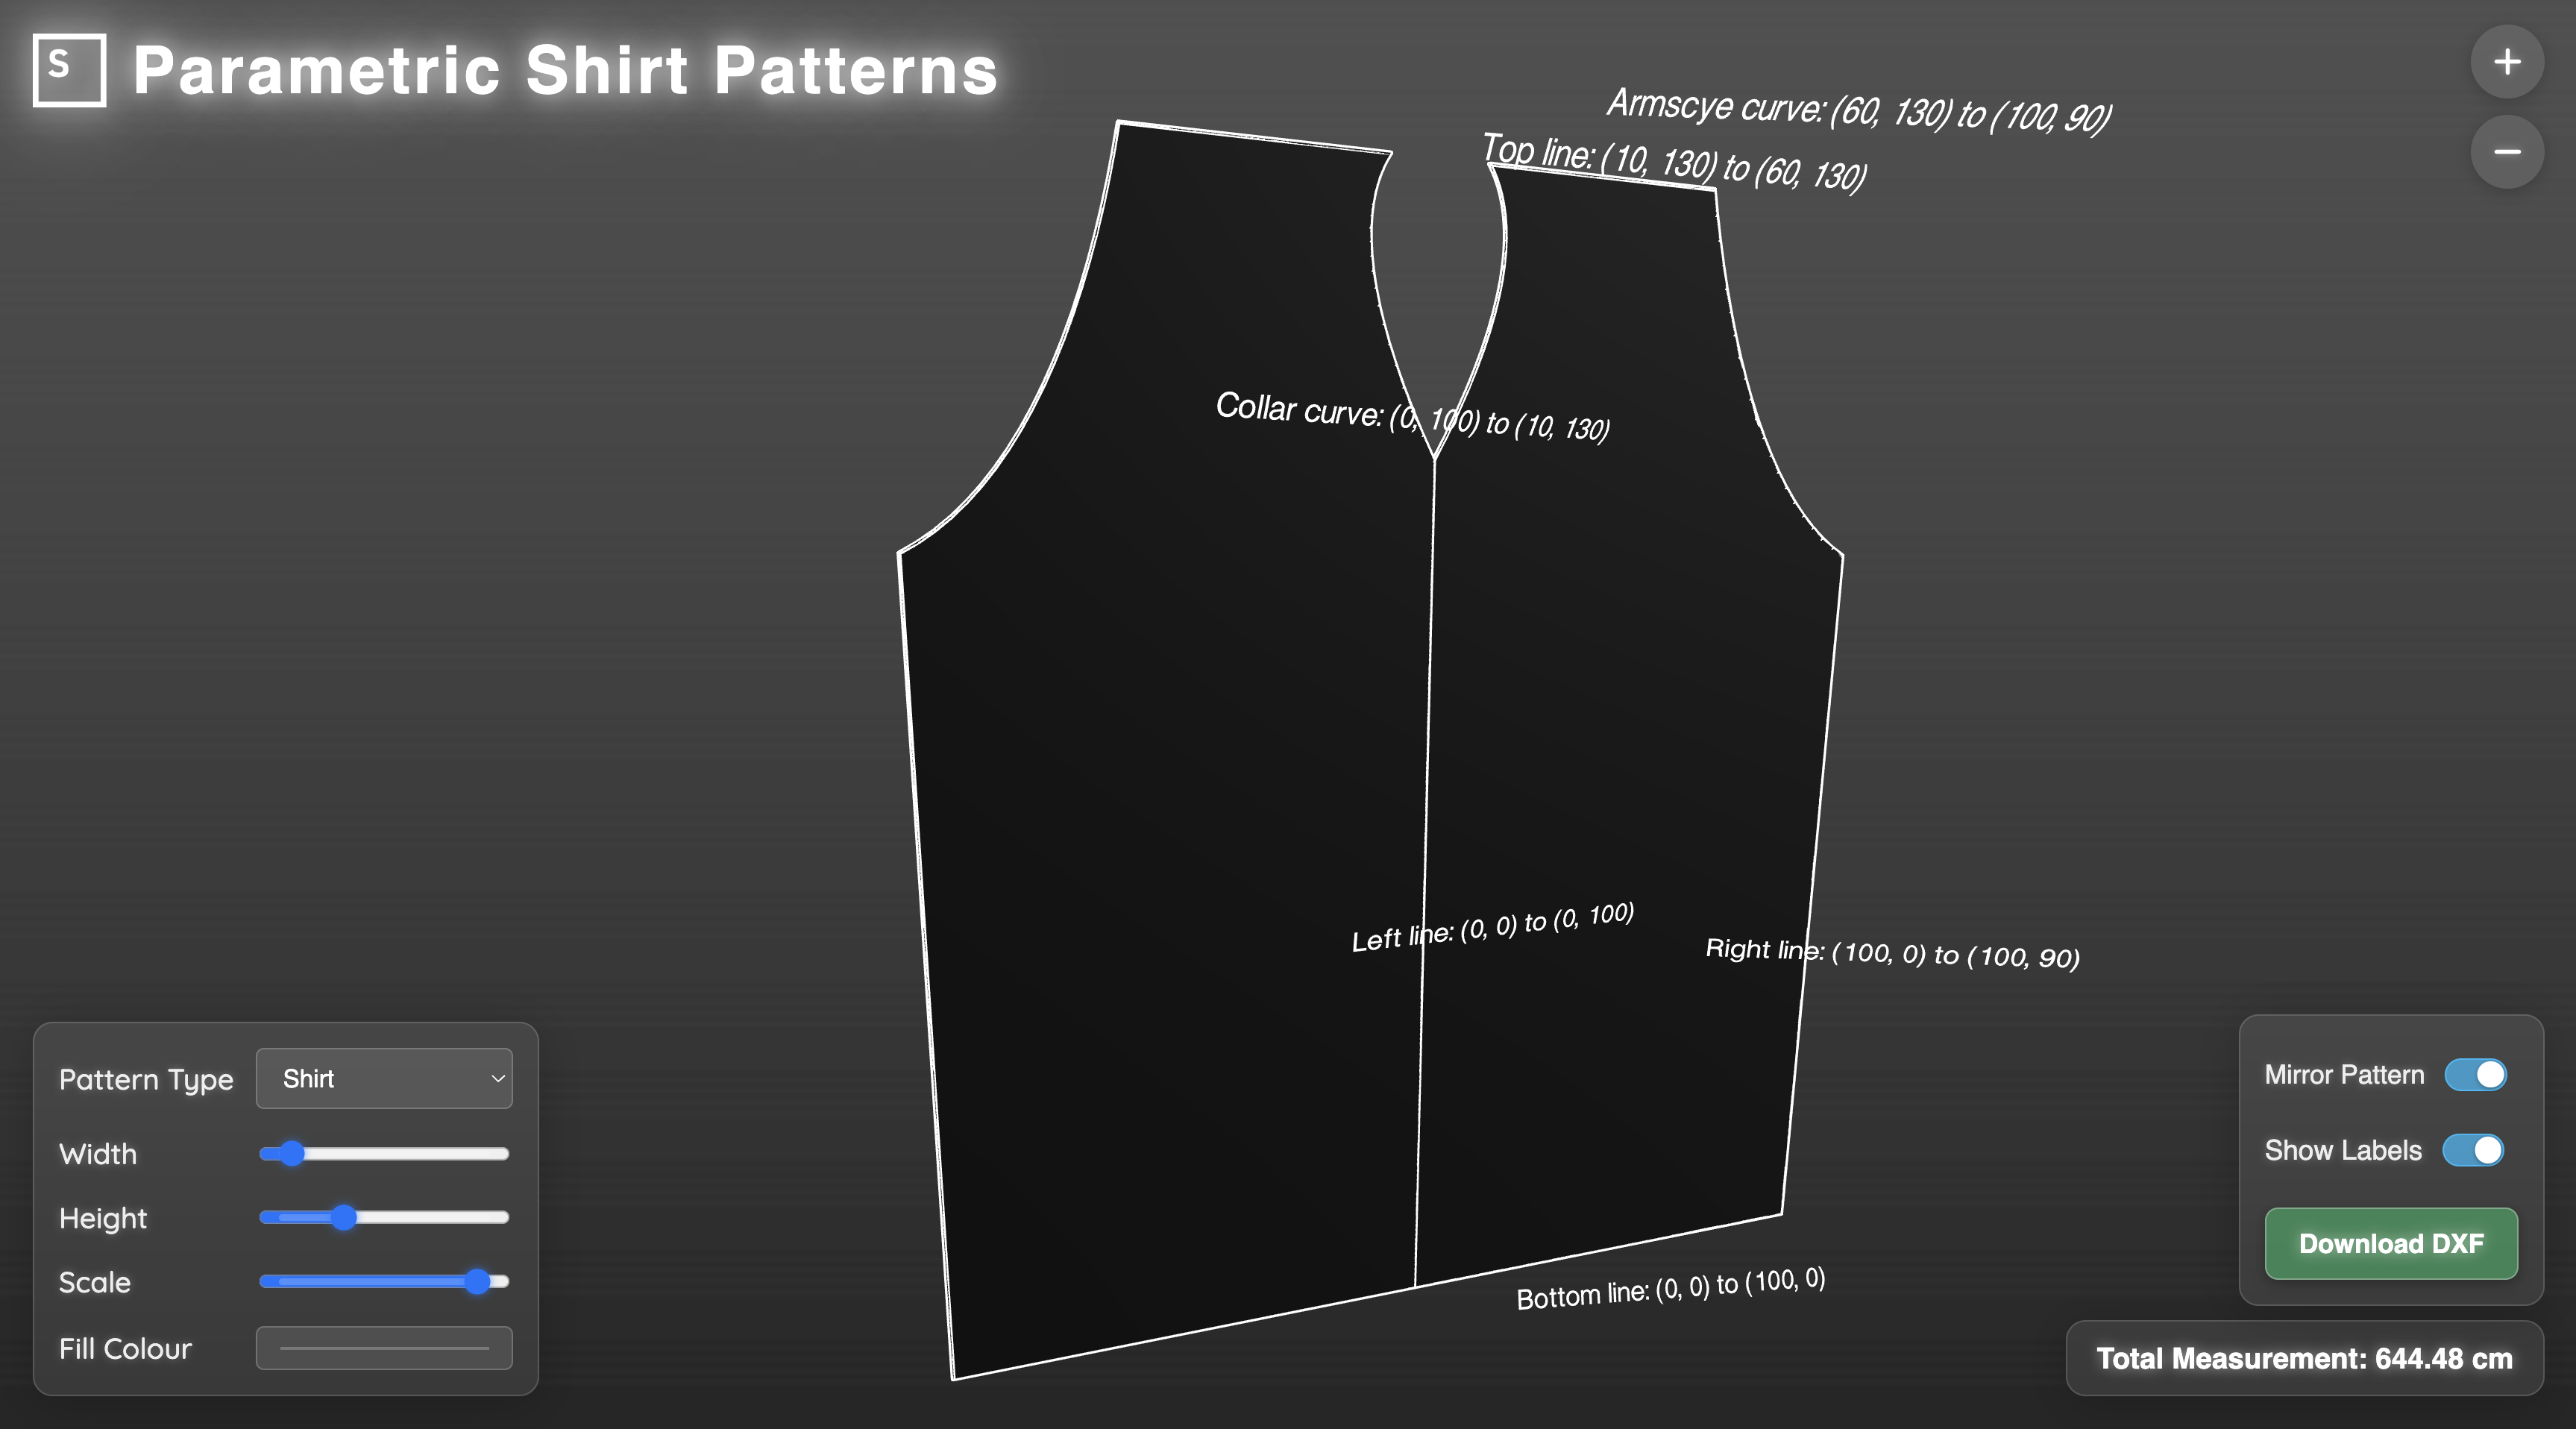 S
Parametric Shirt Patterns
+
−
Armscye curve: (60, 130) to (100, 90)
Top line: (10, 130) to (60, 130)
Collar curve: (0, 100) to (10, 130)
Left line: (0, 0) to (0, 100)
Right line: (100, 0) to (100, 90)
Bottom line: (0, 0) to (100, 0)
Pattern Type
Shirt
Width
Height
Scale
Fill Colour
Mirror Pattern
Show Labels
Download DXF
Total Measurement: 644.48 cm